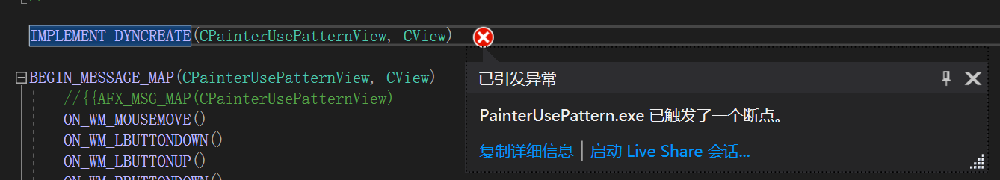 IMPLEMENT_DYNCREATE(CPainterUsePatternView, CView)
已引发异常
BEGIN_MESSAGE_MAP(CPainterUsePatternView, CView)
//{{AFX_MSG_MAP(CPainterUsePatternView)
PainterUsePattern.exe 已触发了一个断点。
ON_WM_MOUSEMOVE()
ON_WM_LBUTTONDOWN()
复制详细信息 | 启动 Live Share 会话...
ON_WM_LBUTTONUP()